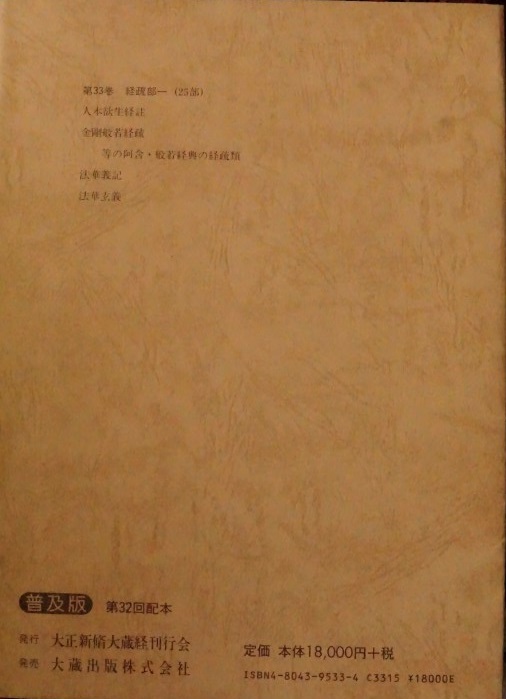 第33巻 経疏部一 (25部)
人本欲生経註
金剛般若経疏
等の阿含・般若経典の経疏類
法華義記
法華玄義
普及版 第32回配本
発行 大正新脩大蔵経刊行会
発売 大蔵出版株式会社
定価 本体18,000円+税
ISBN4-8043-9533-4 C3315 ¥18000E